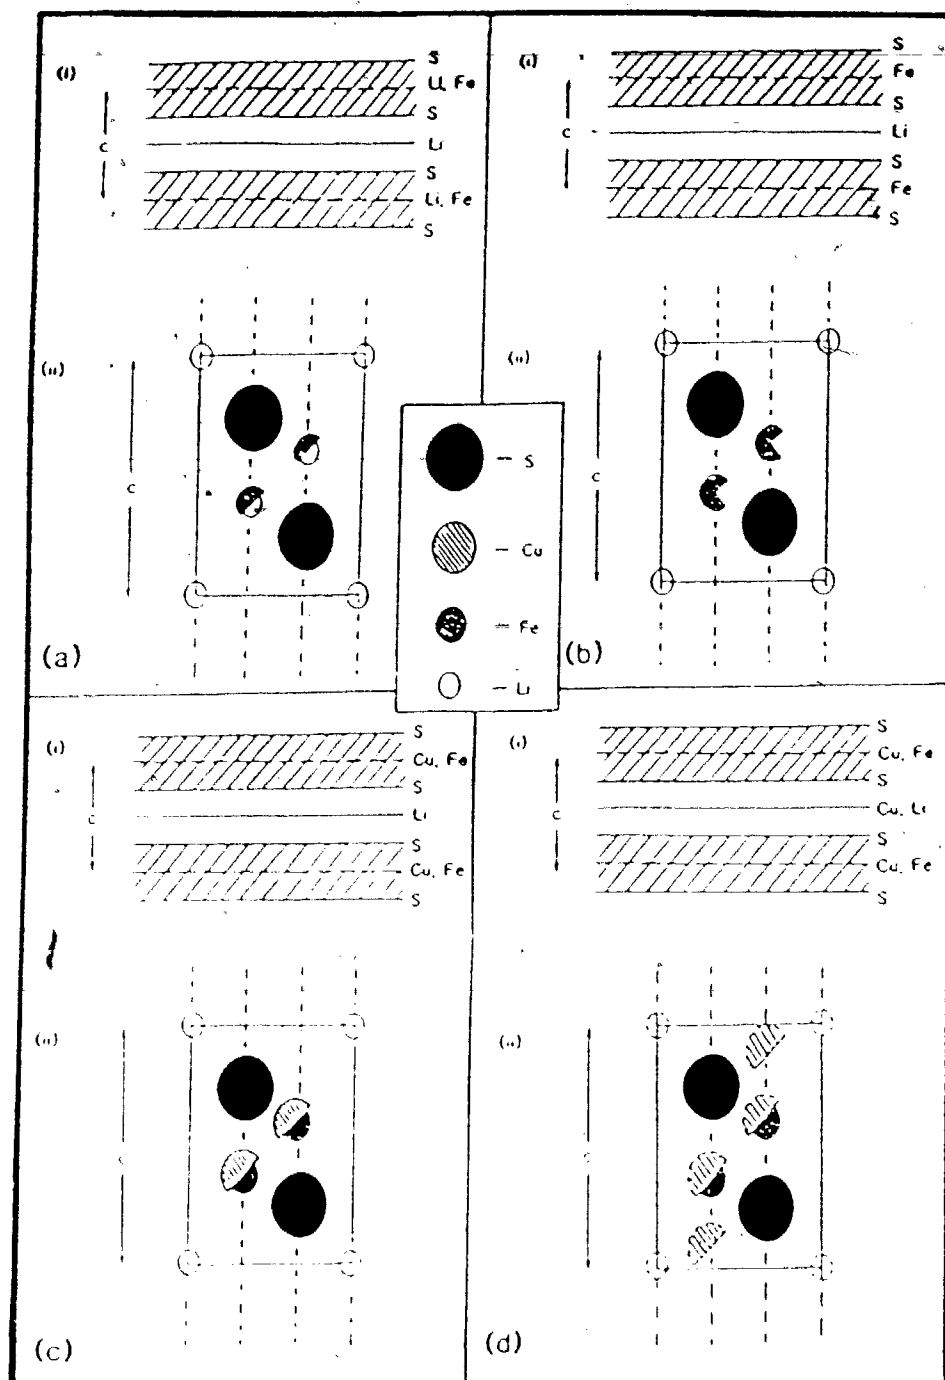 (i)
S
Li, Fe
S
Li
S
Li, Fe
S
c
(ii)
c
(a)
(i)
S
Fe
S
Li
S
Fe
S
c
(ii)
c
(b)
— S
— Cu
— Fe
— Li
(i)
S
Cu, Fe
S
Li
S
Cu, Fe
S
c
(ii)
c
(c)
(i)
S
Cu, Fe
S
Cu, Li
S
Cu, Fe
S
c
(ii)
c
(d)